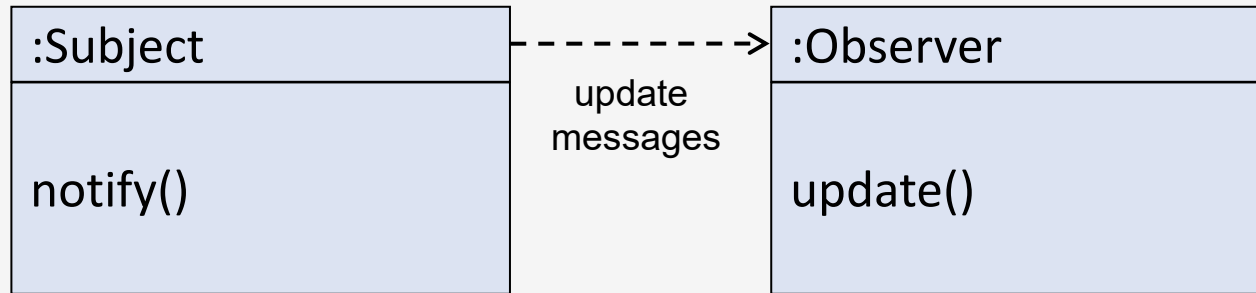 :Subject
notify()
update
messages
:Observer
update()